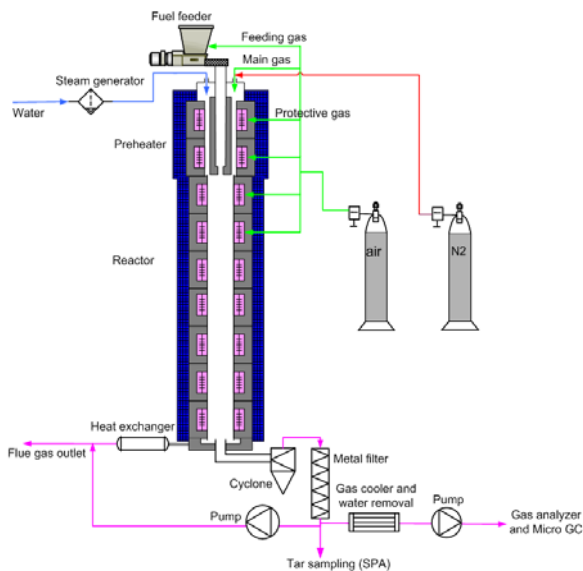 Fuel feeder
Feeding gas
Main gas
Steam generator
Water
Protective gas
Preheater
air
N2
Reactor
Heat exchanger
Flue gas outlet
Metal filter
Cyclone
Gas cooler and
water removal
Pump
Pump
Gas analyzer
and Micro GC
Tar sampling (SPA)